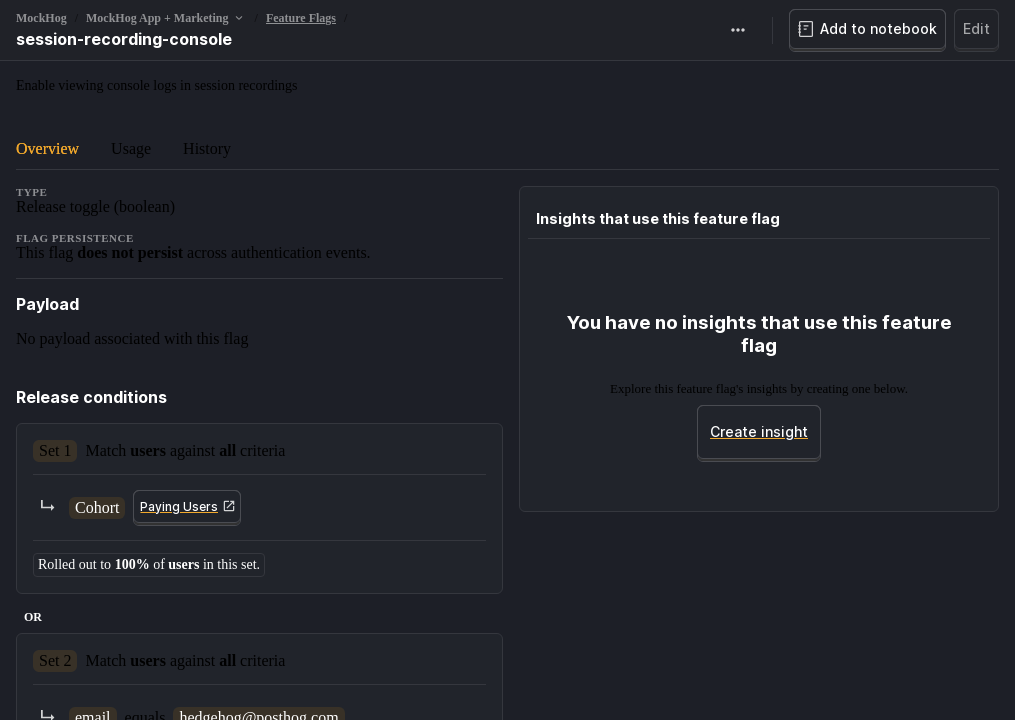 MockHog / MockHog App + Marketing / Feature Flags /
session-recording-console
Add to notebook
Edit
Enable viewing console logs in session recordings
Overview Usage History
TYPE
Release toggle (boolean)
FLAG PERSISTENCE
This flag does not persist across authentication events.
Payload
No payload associated with this flag
Release conditions
Set 1 Match users against all criteria
Cohort Paying Users
Rolled out to 100% of users in this set.
OR
Set 2 Match users against all criteria
email equals hedgehog@posthog.com
Insights that use this feature flag
You have no insights that use this feature
flag
Explore this feature flag's insights by creating one below.
Create insight